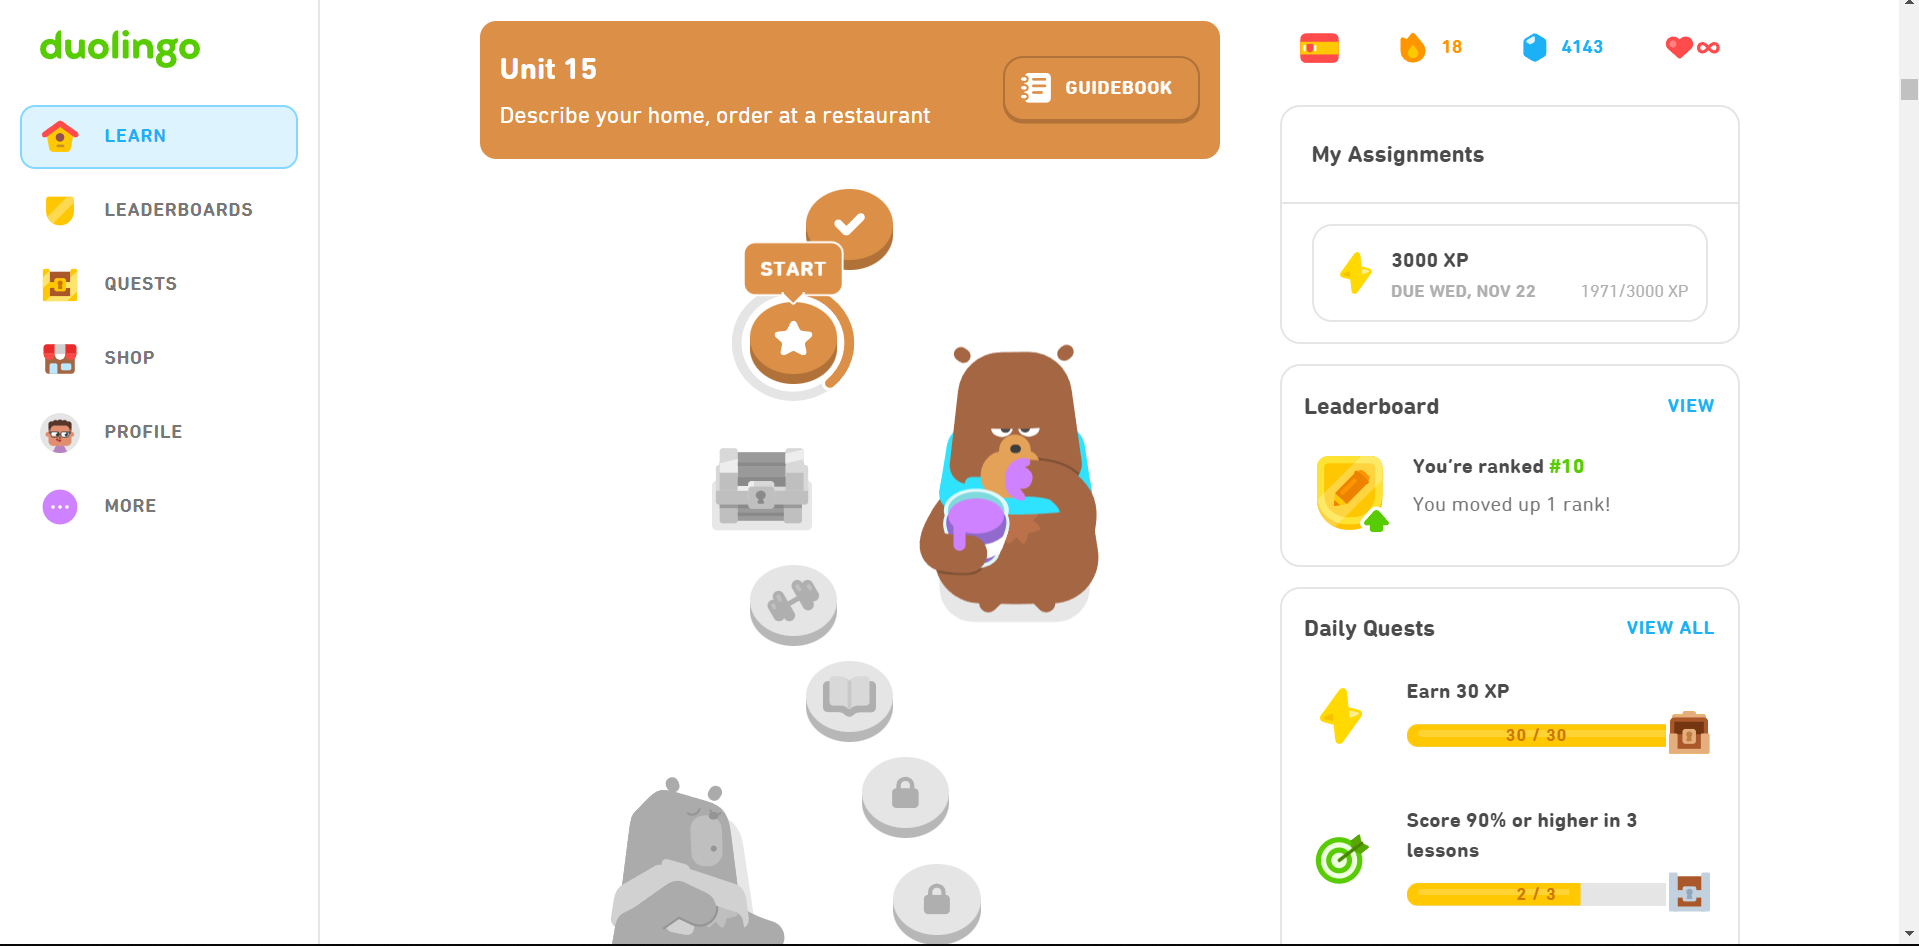 duolingo
LEARN
LEADERBOARDS
QUESTS
SHOP
PROFILE
MORE
Unit 15
Describe your home, order at a restaurant
GUIDEBOOK
START
18
4143
∞
My Assignments
3000 XP
DUE WED, NOV 22
1971/3000 XP
Leaderboard
VIEW
You're ranked #10
You moved up 1 rank!
Daily Quests
VIEW ALL
Earn 30 XP
30 / 30
Score 90% or higher in 3
lessons
2 / 3